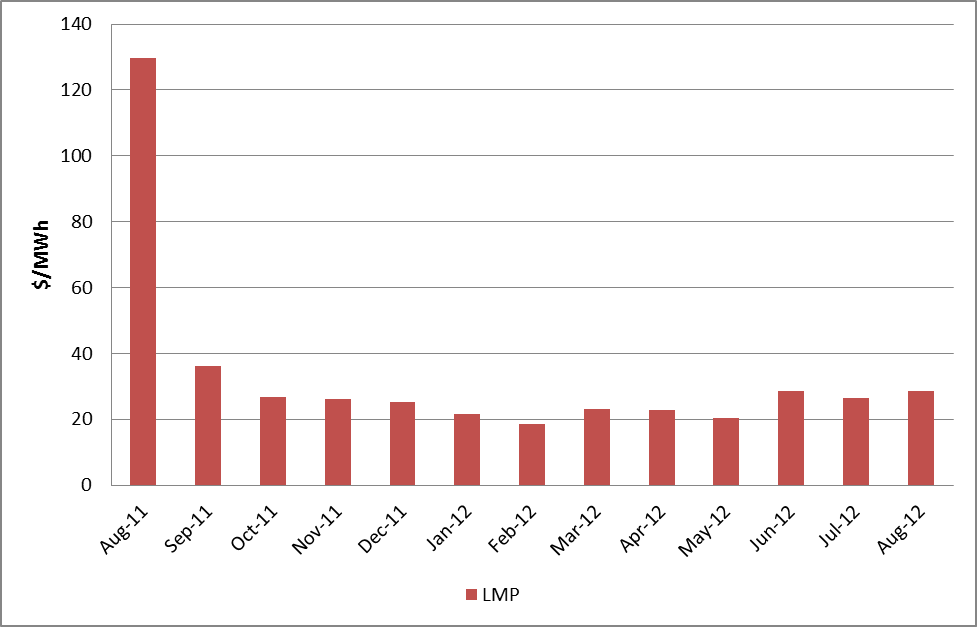 140
120
100
80
60
40
20
0
$/MWh
Aug-11
Sep-11
Oct-11
Nov-11
Dec-11
Jan-12
Feb-12
Mar-12
Apr-12
May-12
Jun-12
Jul-12
Aug-12
LMP